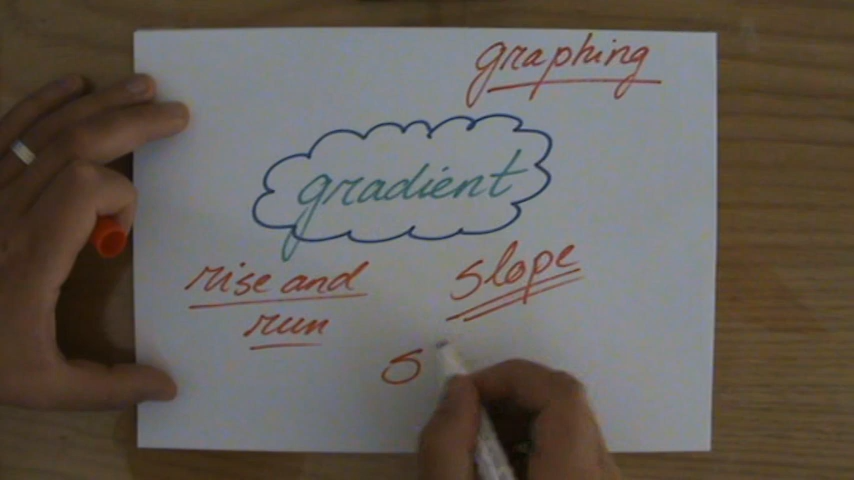 graphing
gradient
rise and
run
slope
s